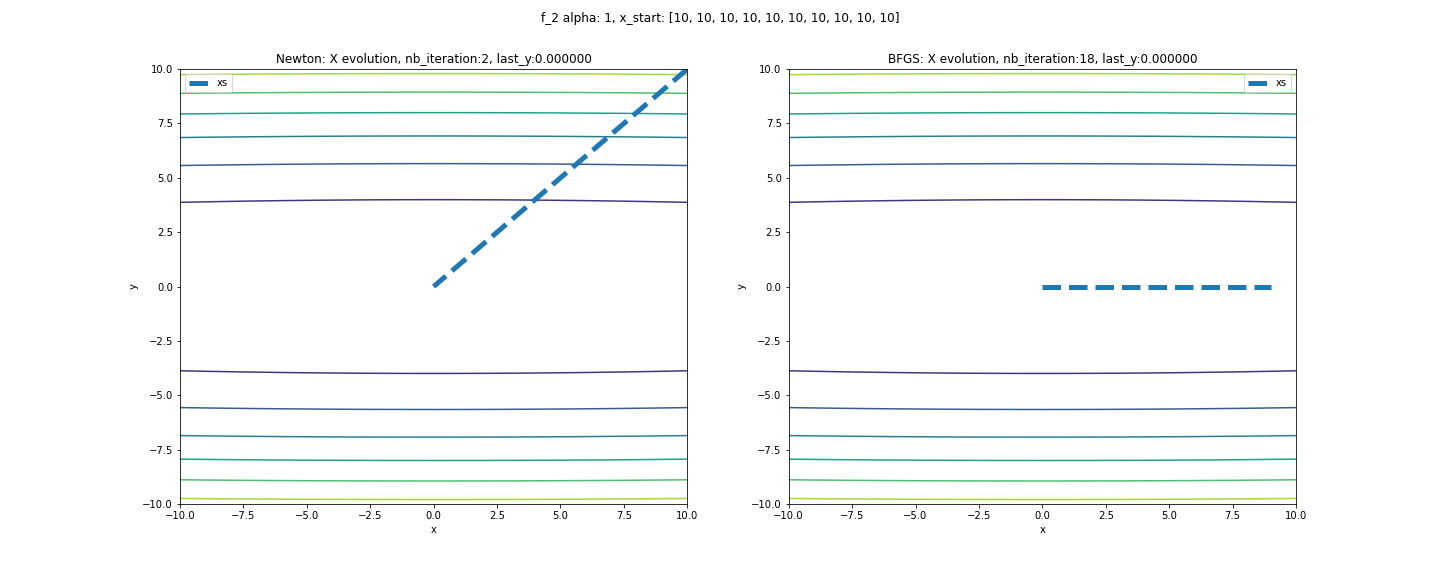 f_2 alpha: 1, x_start: [10, 10, 10, 10, 10, 10, 10, 10, 10, 10]
Newton: X evolution, nb_iteration:2, last_y:0.000000
xs
10.0
7.5
5.0
2.5
0.0
−2.5
−5.0
−7.5
−10.0
y
−10.0 −7.5 −5.0 −2.5 0.0 2.5 5.0 7.5 10.0
x
BFGS: X evolution, nb_iteration:18, last_y:0.000000
xs
10.0
7.5
5.0
2.5
0.0
−2.5
−5.0
−7.5
−10.0
y
−10.0 −7.5 −5.0 −2.5 0.0 2.5 5.0 7.5 10.0
x